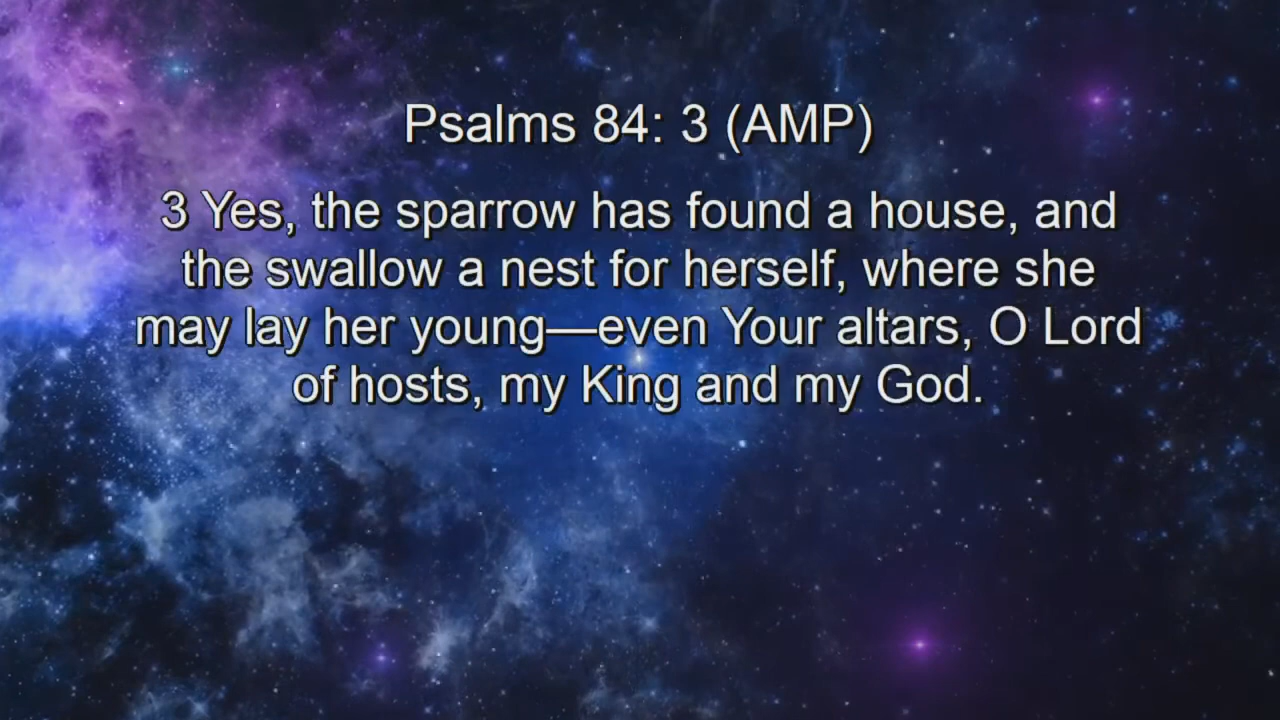 Psalms 84: 3 (AMP)
3 Yes, the sparrow has found a house, and
the swallow a nest for herself, where she
may lay her young—even Your altars, O Lord
of hosts, my King and my God.